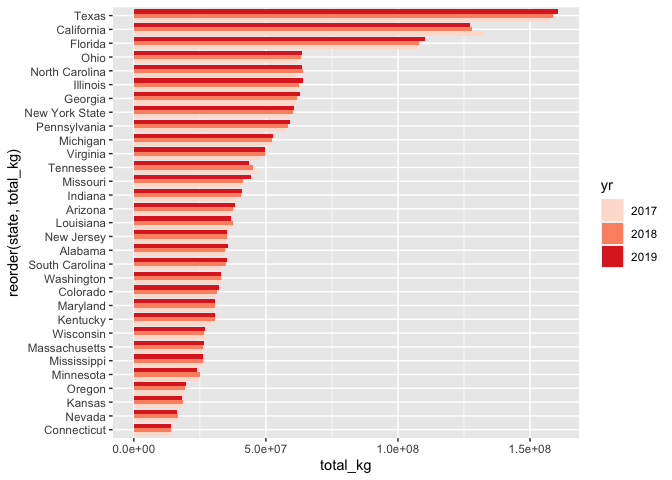 Texas
California
Florida
Ohio
North Carolina
Illinois
Georgia
New York State
Pennsylvania
Michigan
Virginia
Tennessee
Missouri
Indiana
Arizona
Louisiana
New Jersey
Alabama
South Carolina
Washington
Colorado
Maryland
Kentucky
Wisconsin
Massachusetts
Mississippi
Minnesota
Oregon
Kansas
Nevada
Connecticut
reorder(state, total_kg)
0.0e+00 5.0e+07 1.0e+08 1.5e+08
total_kg
yr
2017
2018
2019